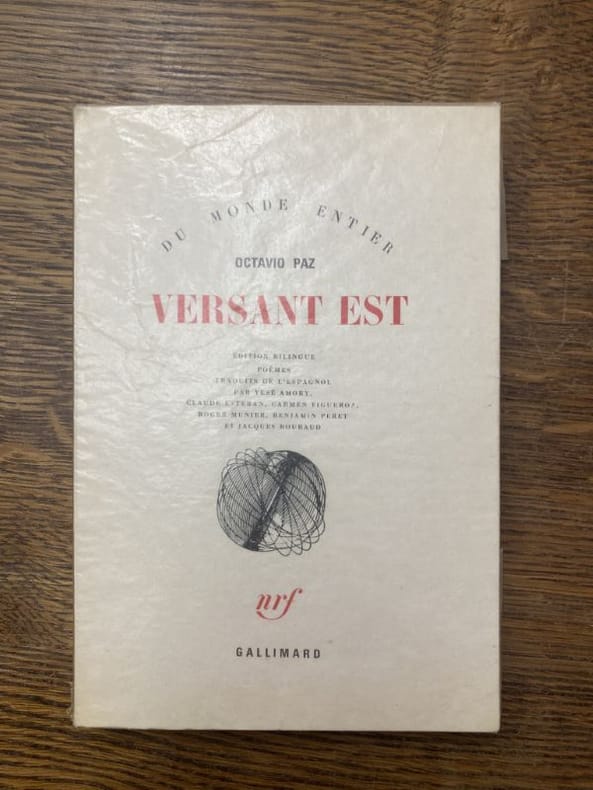 DU MONDE ENTIER
OCTAVIO PAZ
VERSANT EST
ÉDITION BILINGUE
POÈMES
TRADUITS DE L'ESPAGNOL
PAR YESÉ AMORY,
CLAUDE ESTEBAN, CARMEN FIGUEROA,
ROGER MUNIER, BENJAMIN PÉRET
ET JACQUES ROUBAUD
nrf
GALLIMARD